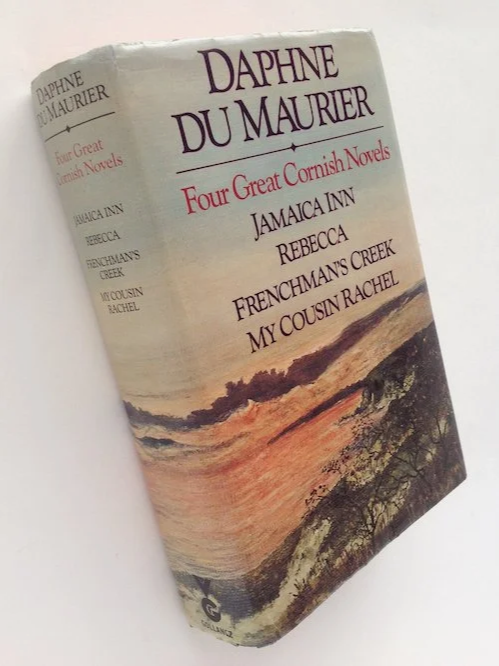 DAPHNE
DU MAURIER
Four Great
Cornish Novels
JAMAICA INN
REBECCA
FRENCHMAN'S
CREEK
MY COUSIN
RACHEL
G
GOLLANCZ
DAPHNE
DU MAURIER
Four Great Cornish Novels
JAMAICA INN
REBECCA
FRENCHMAN'S CREEK
MY COUSIN RACHEL